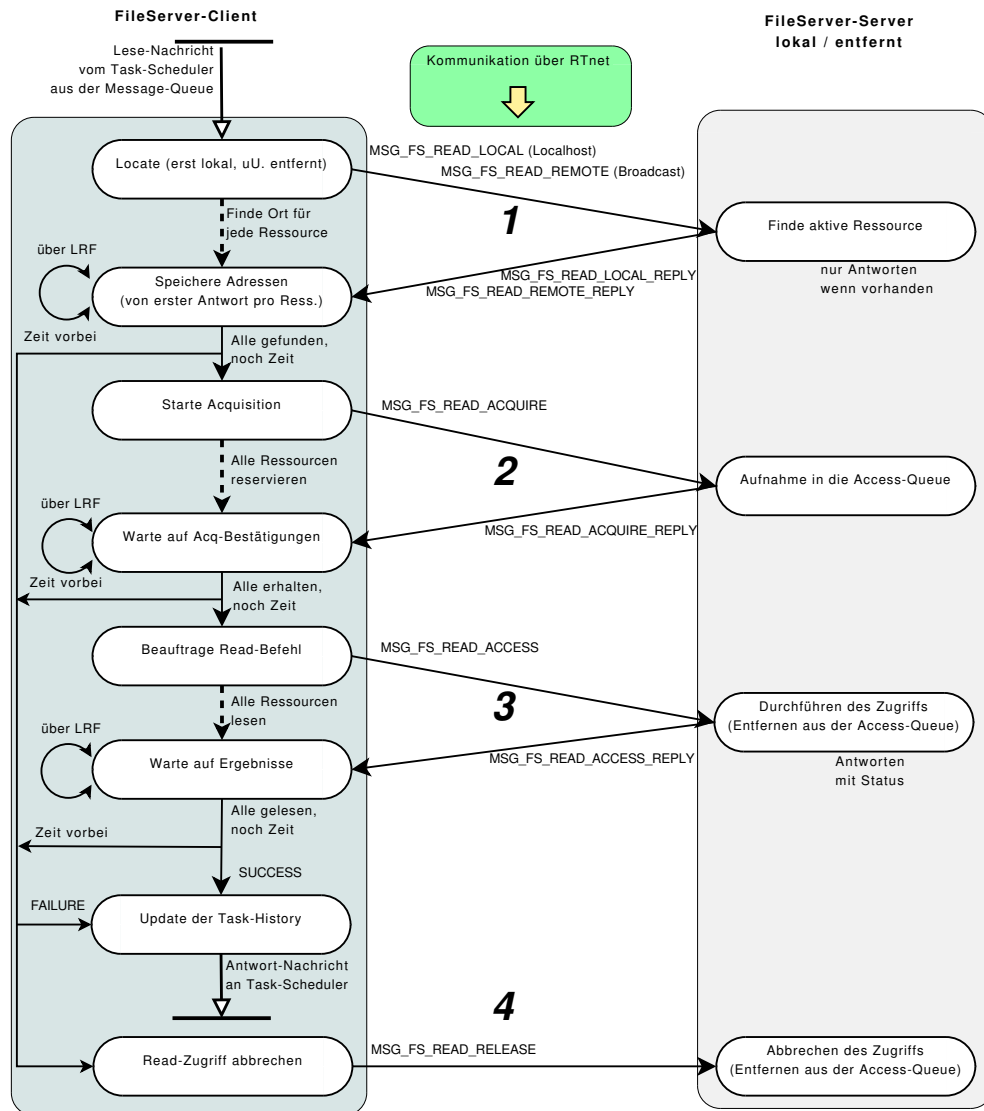 FileServer-Client
FileServer-Server
lokal / entfernt
Lese-Nachricht
vom Task-Scheduler
aus der Message-Queue
Kommunikation über RTnet
Locate (erst lokal, uU. entfernt)
MSG_FS_READ_LOCAL (Localhost)
MSG_FS_READ_REMOTE (Broadcast)
1
Finde aktive Ressource
nur Antworten
wenn vorhanden
Finde Ort für
jede Ressource
über LRF
Speichere Adressen
(von erster Antwort pro Ress.)
MSG_FS_READ_LOCAL_REPLY
MSG_FS_READ_REMOTE_REPLY
Zeit vorbei
Alle gefunden,
noch Zeit
Starte Acquisition
MSG_FS_READ_ACQUIRE
2
Aufnahme in die Access-Queue
Alle Ressourcen
reservieren
über LRF
Warte auf Acq-Bestätigungen
MSG_FS_READ_ACQUIRE_REPLY
Zeit vorbei
Alle erhalten,
noch Zeit
Beauftrage Read-Befehl
MSG_FS_READ_ACCESS
3
Durchführen des Zugriffs
(Entfernen aus der Access-Queue)
Antworten
mit Status
Alle Ressourcen
lesen
über LRF
Warte auf Ergebnisse
MSG_FS_READ_ACCESS_REPLY
Alle gelesen,
noch Zeit
Zeit vorbei
SUCCESS
FAILURE
Update der Task-History
Antwort-Nachricht
an Task-Scheduler
4
Read-Zugriff abbrechen
MSG_FS_READ_RELEASE
Abbrechen des Zugriffs
(Entfernen aus der Access-Queue)